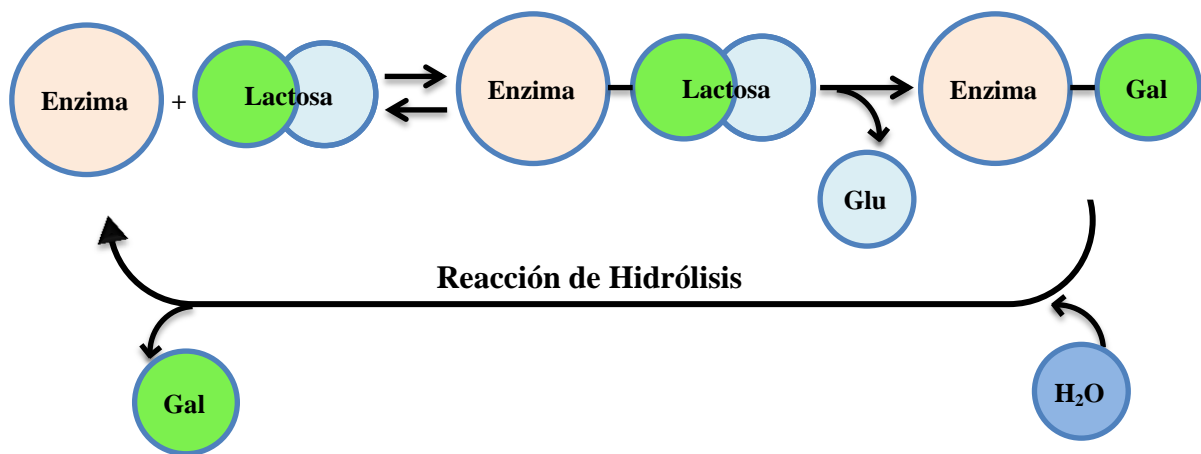 Enzima + Lactosa Enzima Lactosa Enzima Gal
Glu
Reacción de Hidrólisis
Gal H₂O